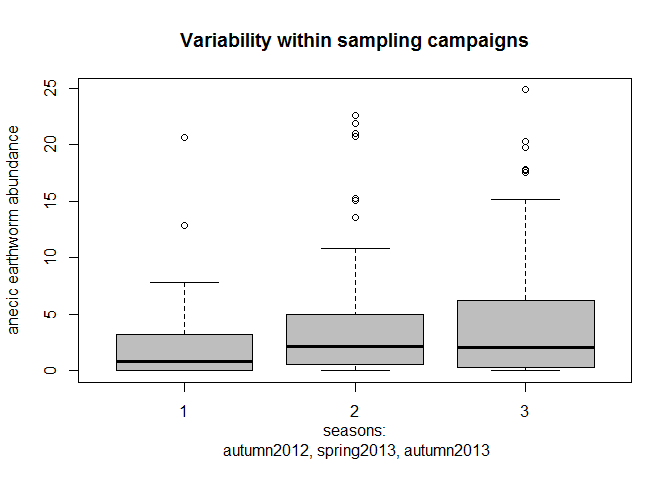 Variability within sampling campaigns
anecic earthworm abundance
25
20
15
10
5
0
1 2 3
seasons:
autumn2012, spring2013, autumn2013